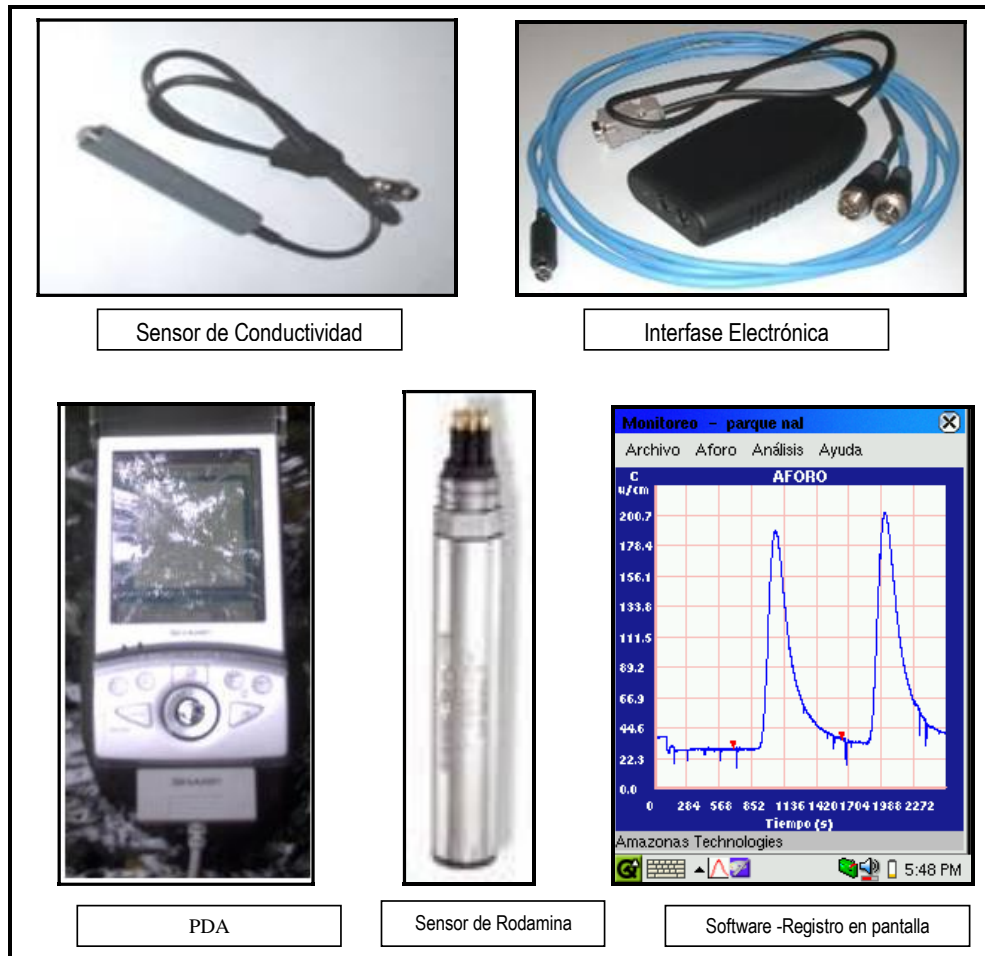 Sensor de Conductividad
Interfase Electrónica
SHARP
Monitoreo - parque nal
Archivo Aforo Análisis Ayuda
C
u/cm
AFORO
200.7
178.4
156.1
133.8
111.5
89.2
66.9
44.6
22.3
0.0
0 284 568 852 1136 1420 1704 1988 2272
Tiempo (s)
Amazonas Technologies
5:48 PM
PDA
Sensor de Rodamina
Software -Registro en pantalla